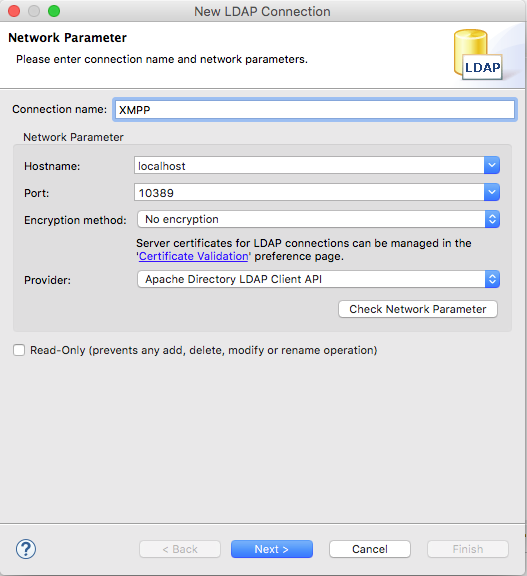 New LDAP Connection
Network Parameter
Please enter connection name and network parameters.
LDAP
Connection name: XMPP
Network Parameter
Hostname: localhost
Port: 10389
Encryption method: No encryption
Server certificates for LDAP connections can be managed in the
'Certificate Validation' preference page.
Provider: Apache Directory LDAP Client API
Check Network Parameter
Read-Only (prevents any add, delete, modify or rename operation)
? < Back Next > Cancel Finish